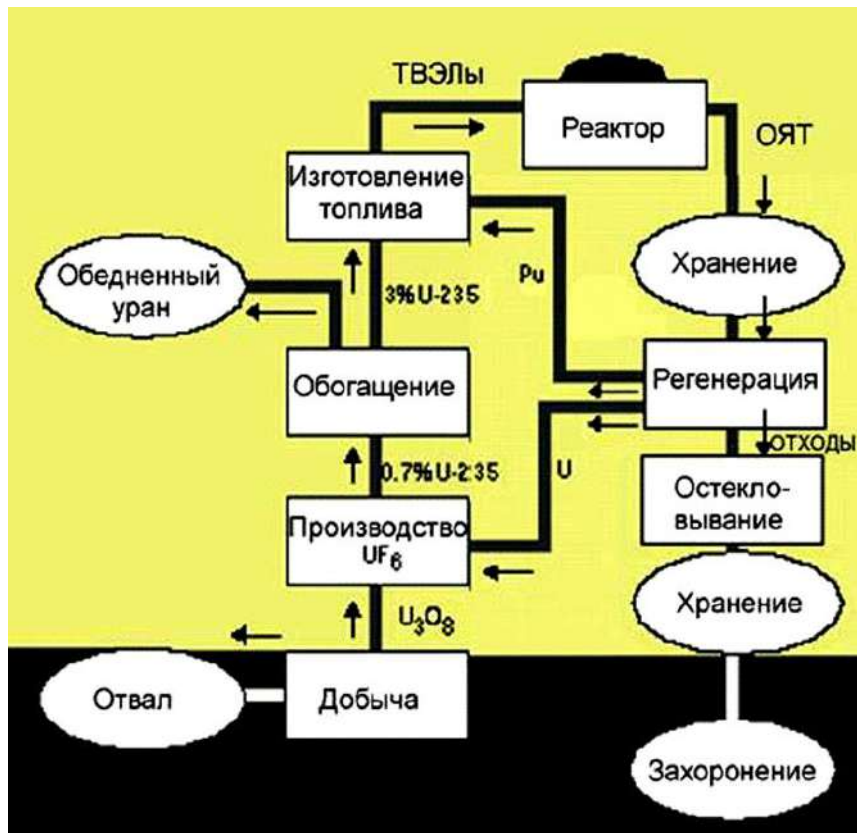 ТВЭЛы
Реактор
ОЯТ
Изготовление
топлива
Хранение
Обедненный
уран
3% U-235
Pu
Обогащение
Регенерация
отходы
0.7% U-235
U
Остекло-
вывание
Производство
UF₆
Хранение
U₃O₈
Отвал
Добыча
Захоронение